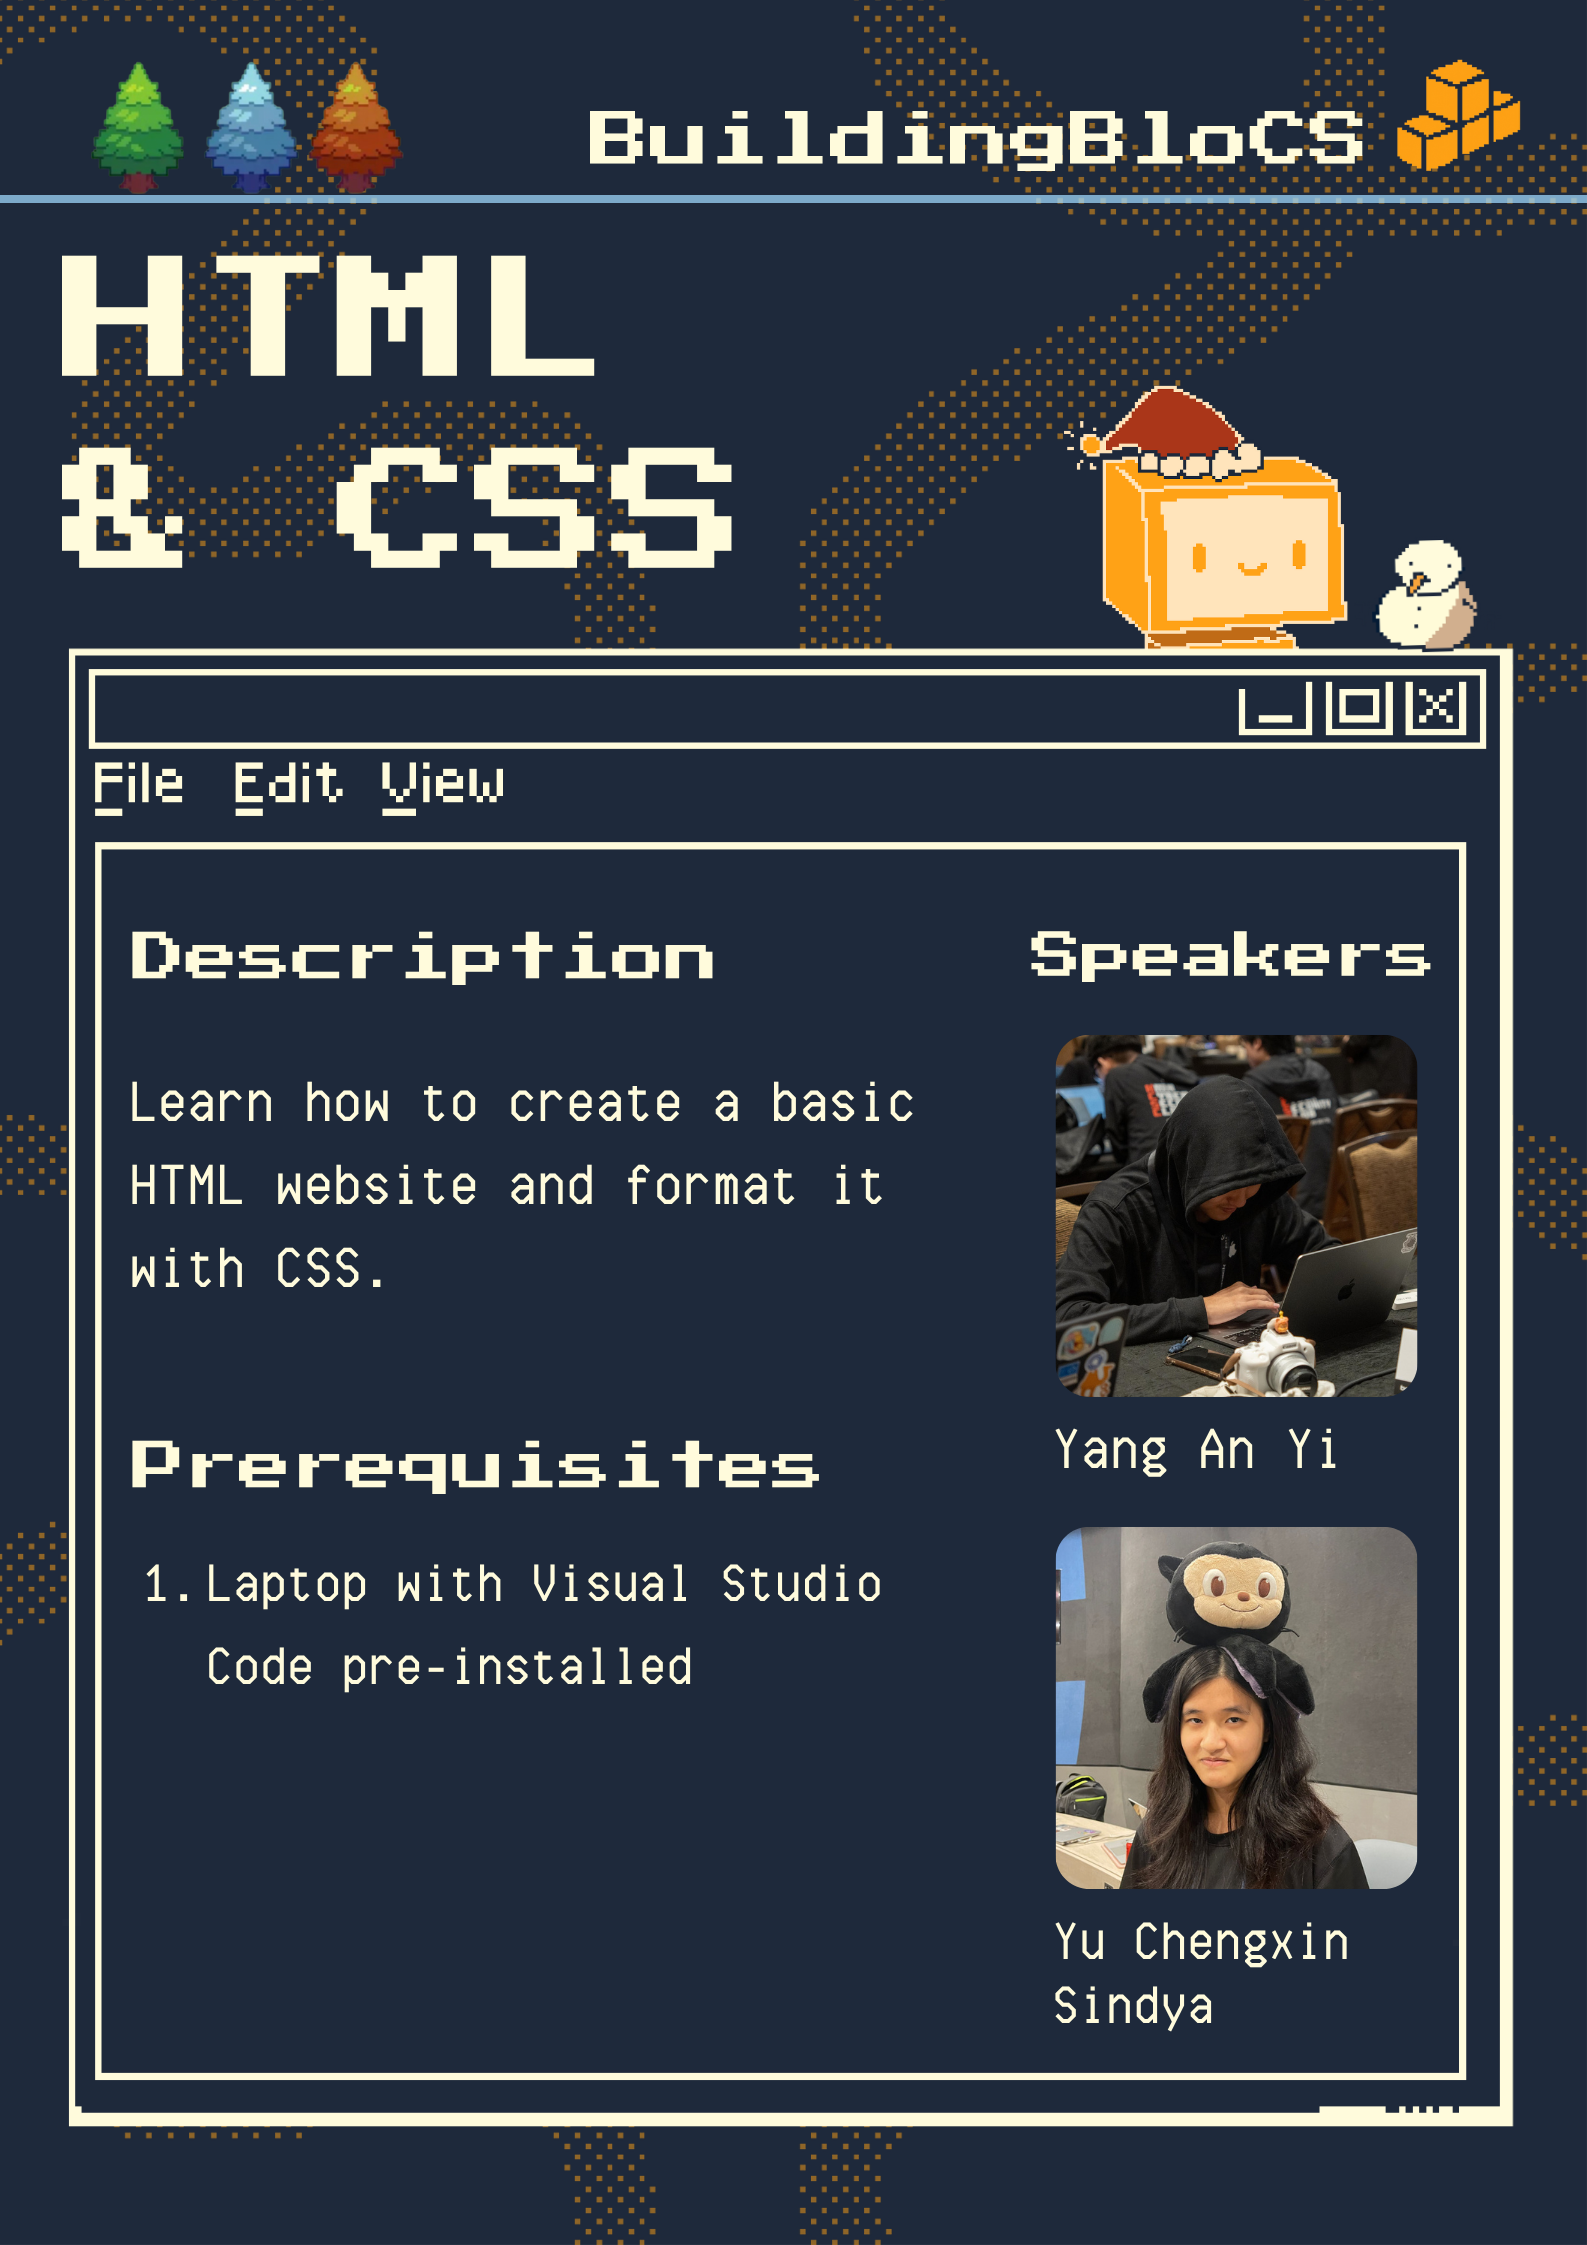 BuildingBloCS
HTML
& CSS
File Edit View
Description
Learn how to create a basic
HTML website and format it
with CSS.
Prerequisites
1. Laptop with Visual Studio
Code pre-installed
Speakers
Yang An Yi
Yu Chengxin
Sindya